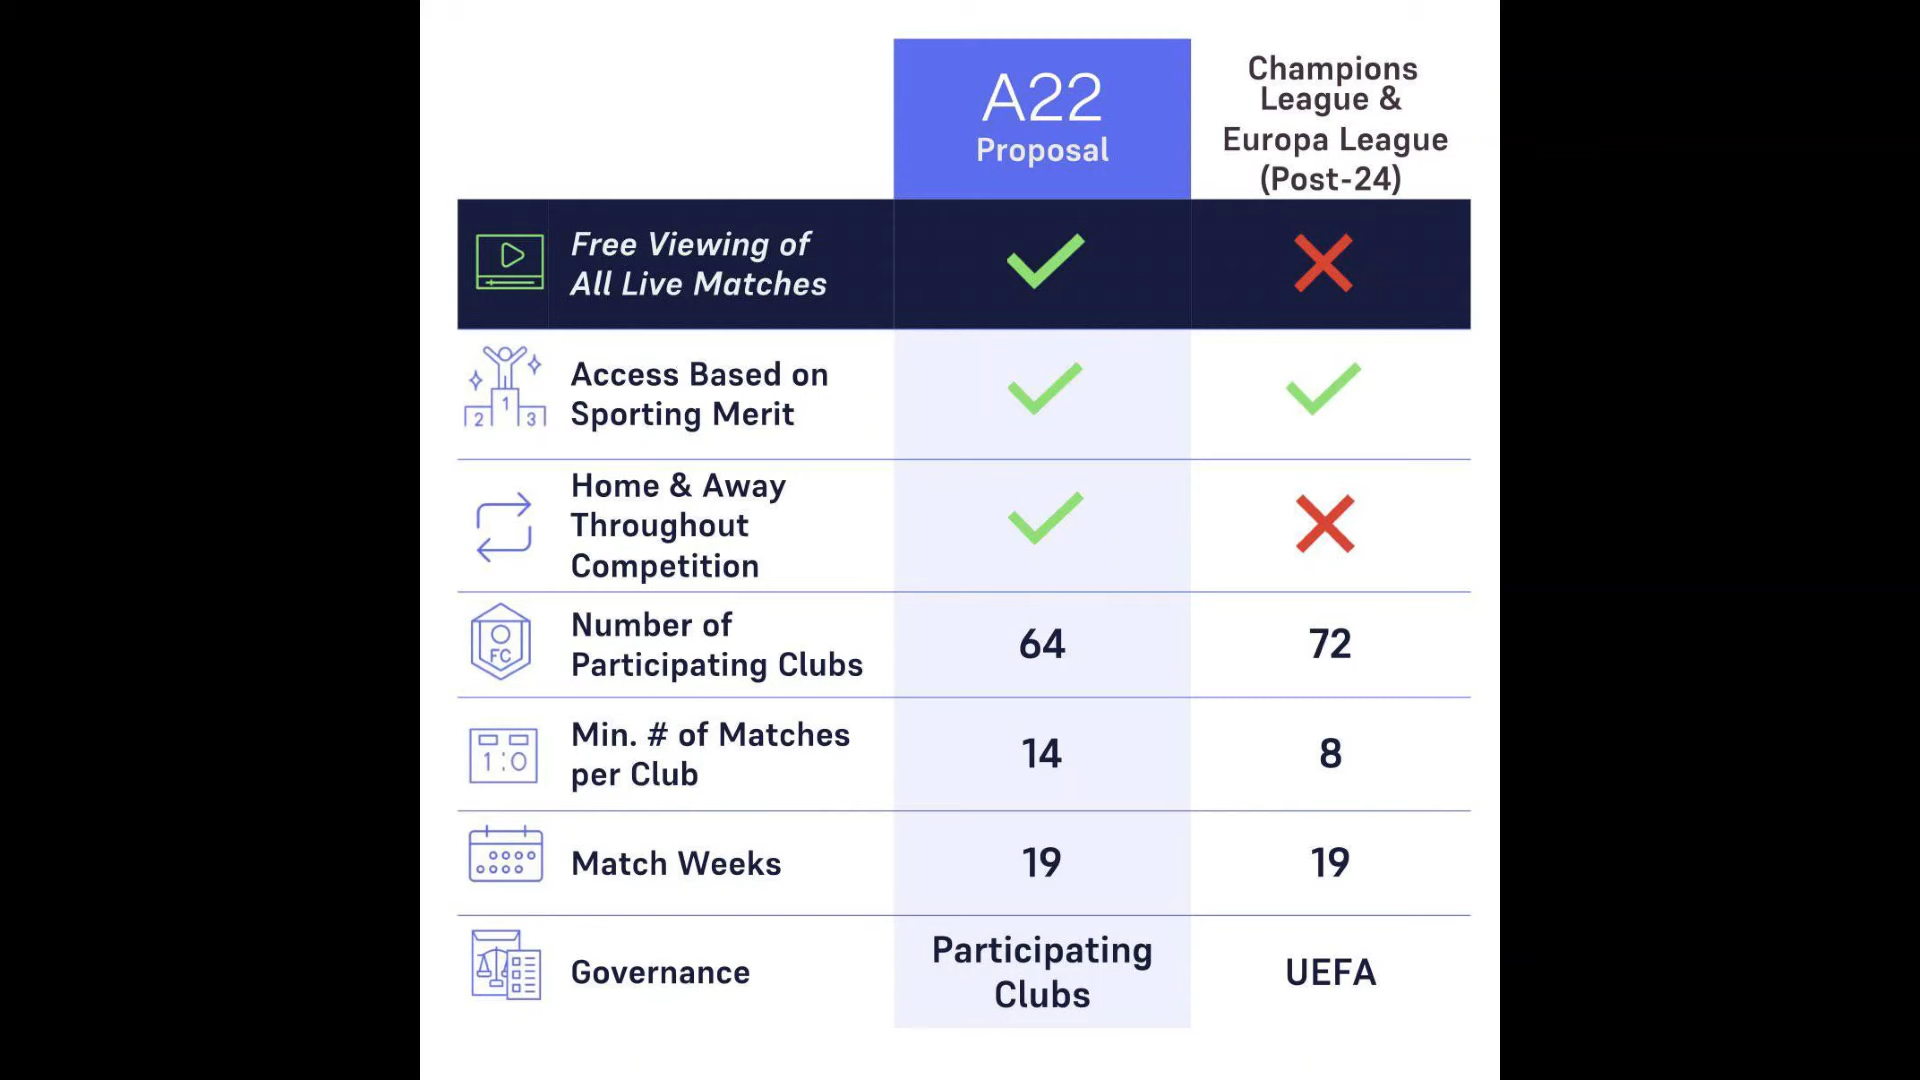 A22
Proposal
Champions
League &
Europa League
(Post-24)
Free Viewing of
All Live Matches
2 1 3
Access Based on
Sporting Merit
Home & Away
Throughout
Competition
FC
Number of
Participating Clubs
64
72
1:0
Min. # of Matches
per Club
14
8
Match Weeks
19
19
Governance
Participating
Clubs
UEFA